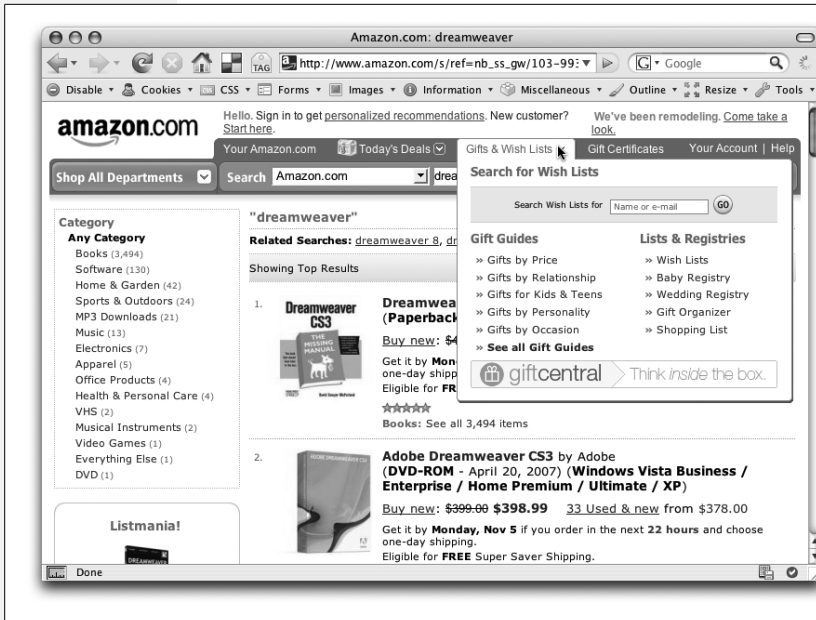 Amazon.com: dreamweaver
TAG
http://www.amazon.com/s/ref=nb_ss_gw/103-99
G Google
Disable Cookies CSS Forms Images Information Miscellaneous Outline Resize Tools
amazon.com
Hello. Sign in to get personalized recommendations. New customer?
Start here.
We've been remodeling. Come take a
look.
Your Amazon.com Today's Deals Gifts & Wish Lists Gift Certificates Your Account | Help
Shop All Departments Search Amazon.com
Search for Wish Lists
Search Wish Lists for Name or e-mail GO
Gift Guides
» Gifts by Price
» Gifts by Relationship
» Gifts for Kids & Teens
» Gifts by Personality
» Gifts by Occasion
» See all Gift Guides
Lists & Registries
» Wish Lists
» Baby Registry
» Wedding Registry
» Gift Organizer
» Shopping List
giftcentral Think inside the box.
Category
Any Category
Books (3,494)
Software (130)
Home & Garden (42)
Sports & Outdoors (24)
MP3 Downloads (21)
Music (13)
Electronics (7)
Apparel (5)
Office Products (4)
Health & Personal Care (4)
VHS (2)
Musical Instruments (2)
Video Games (1)
Everything Else (1)
DVD (1)
Listmania!
DREAMWEAVER
"dreamweaver"
Related Searches: dreamweaver 8, dr
Showing Top Results
1.
Dreamweaver
CS3
THE
MISSING
MANUAL
Dreamwea
(Paperback
Buy new: $4
Get it by Mon
one-day shipp
Eligible for FR
Books: See all 3,494 items
2.
ADOBE DREAMWEAVER CS3
Adobe Dreamweaver CS3 by Adobe
(DVD-ROM - April 20, 2007) (Windows Vista Business /
Enterprise / Home Premium / Ultimate / XP)
Buy new: $399.00 $398.99 33 Used & new from $378.00
Get it by Monday, Nov 5 if you order in the next 22 hours and choose
one-day shipping.
Eligible for FREE Super Saver Shipping.
Done